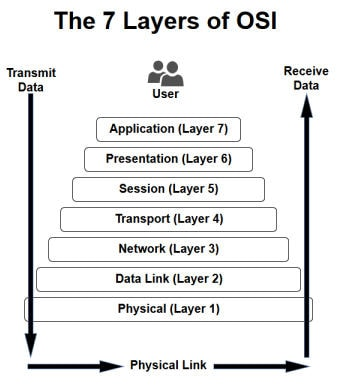 The 7 Layers of OSI
Transmit
Data
User
Receive
Data
Application (Layer 7)
Presentation (Layer 6)
Session (Layer 5)
Transport (Layer 4)
Network (Layer 3)
Data Link (Layer 2)
Physical (Layer 1)
Physical Link